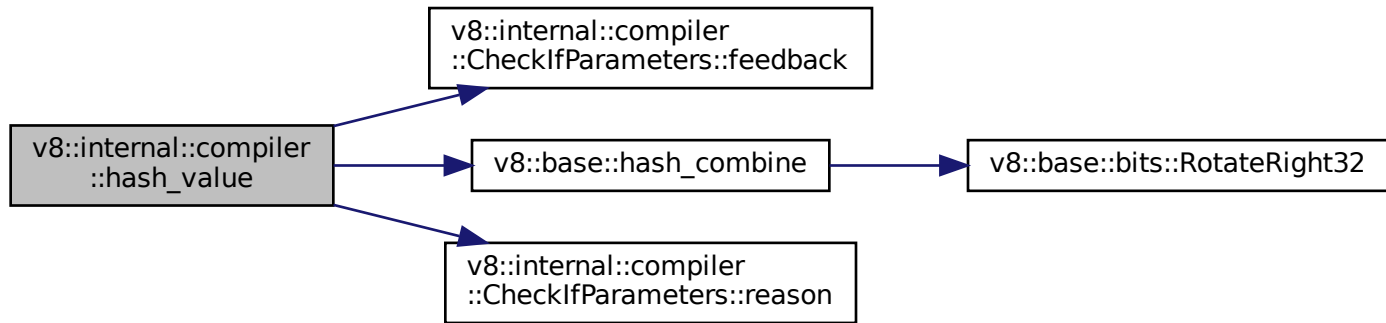 v8::internal::compiler
::CheckIfParameters::feedback
v8::internal::compiler
::hash_value
v8::base::hash_combine
v8::base::bits::RotateRight32
v8::internal::compiler
::CheckIfParameters::reason